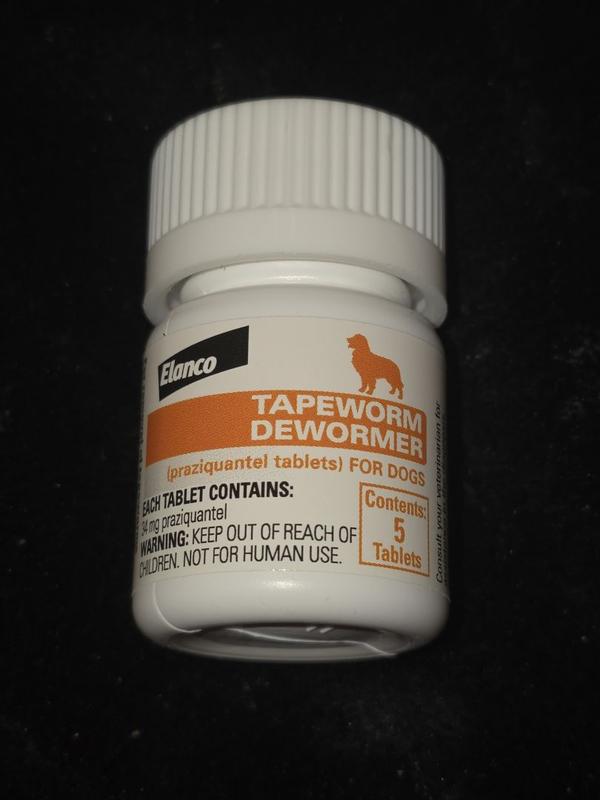 Elanco
TAPEWORM
DEWORMER
(praziquantel tablets) FOR DOGS
EACH TABLET CONTAINS:
34 mg praziquantel
WARNING: KEEP OUT OF REACH OF
CHILDREN. NOT FOR HUMAN USE.
Contents:
5
Tablets
Consult your veterinarian for